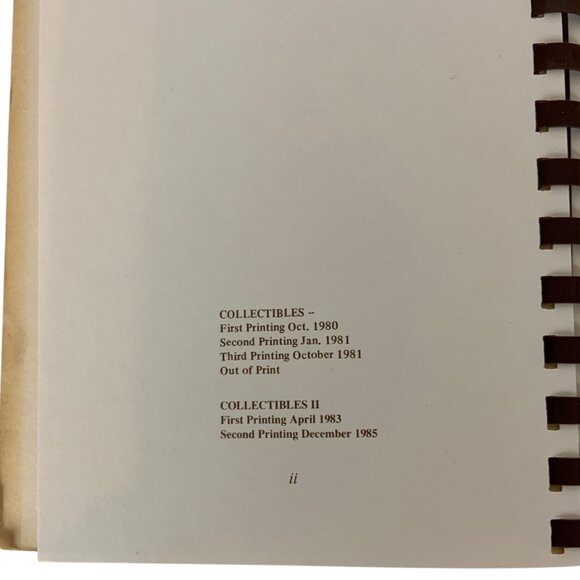 COLLECTIBLES --
First Printing Oct. 1980
Second Printing Jan. 1981
Third Printing October 1981
Out of Print
COLLECTIBLES II
First Printing April 1983
Second Printing December 1985
ii